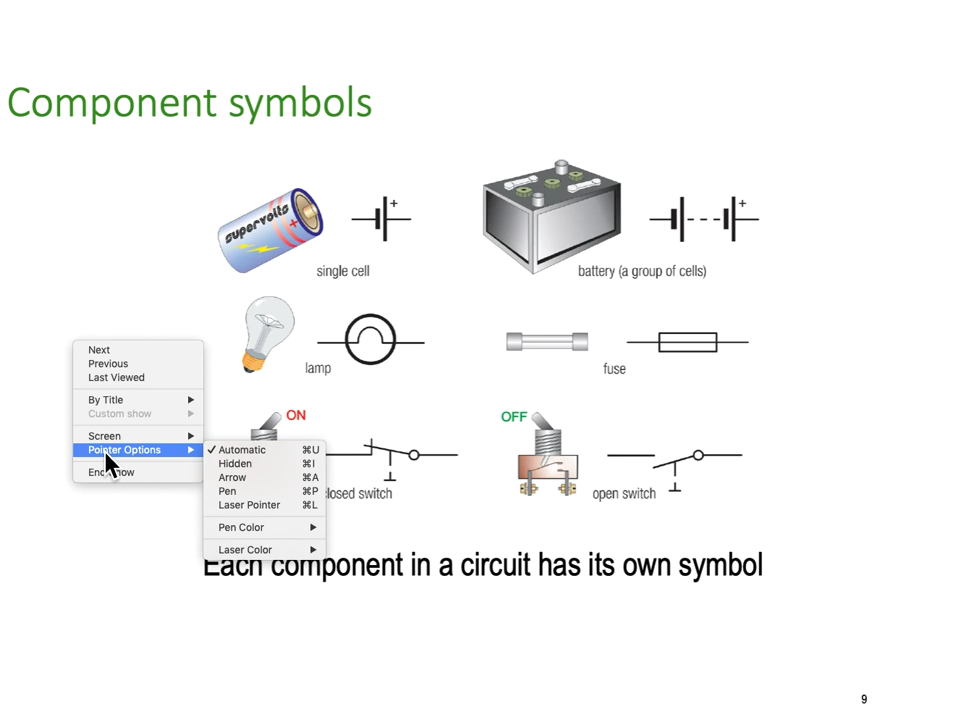 Component symbols
supervolts
+
+
+
single cell
battery (a group of cells)
lamp
fuse
Next
Previous
Last Viewed
By Title
Custom show
Screen
Pointer Options
✓ Automatic ⌘U
Hidden ⌘I
Arrow ⌘A
Pen ⌘P
Laser Pointer ⌘L
Pen Color
Laser Color
ON
OFF
closed switch
open switch
Each component in a circuit has its own symbol
9